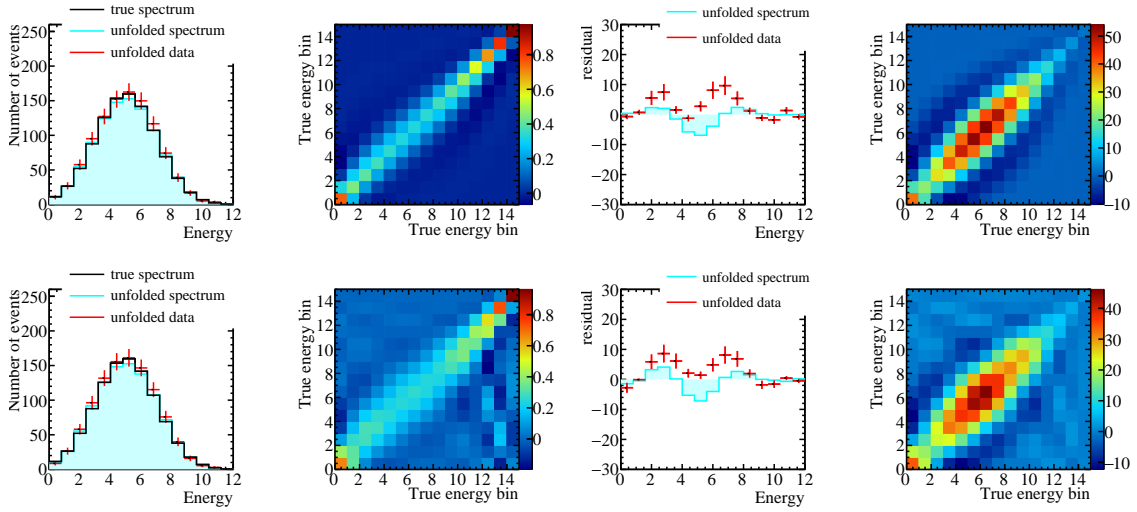 true spectrum
unfolded spectrum
unfolded data
Number of events
250
200
150
100
50
0
0 2 4 6 8 10 12
Energy
True energy bin
14
12
10
8
6
4
2
0
0 2 4 6 8 10 12 14
True energy bin
0.8
0.6
0.4
0.2
0
unfolded spectrum
unfolded data
residual
30
20
10
0
−10
−20
−30
0 2 4 6 8 10 12
Energy
True energy bin
14
12
10
8
6
4
2
0
0 2 4 6 8 10 12 14
True energy bin
50
40
30
20
10
0
−10
true spectrum
unfolded spectrum
unfolded data
Number of events
250
200
150
100
50
0
0 2 4 6 8 10 12
Energy
True energy bin
14
12
10
8
6
4
2
0
0 2 4 6 8 10 12 14
True energy bin
0.8
0.6
0.4
0.2
0
unfolded spectrum
unfolded data
residual
30
20
10
0
−10
−20
−30
0 2 4 6 8 10 12
Energy
True energy bin
14
12
10
8
6
4
2
0
0 2 4 6 8 10 12 14
True energy bin
40
30
20
10
0
−10